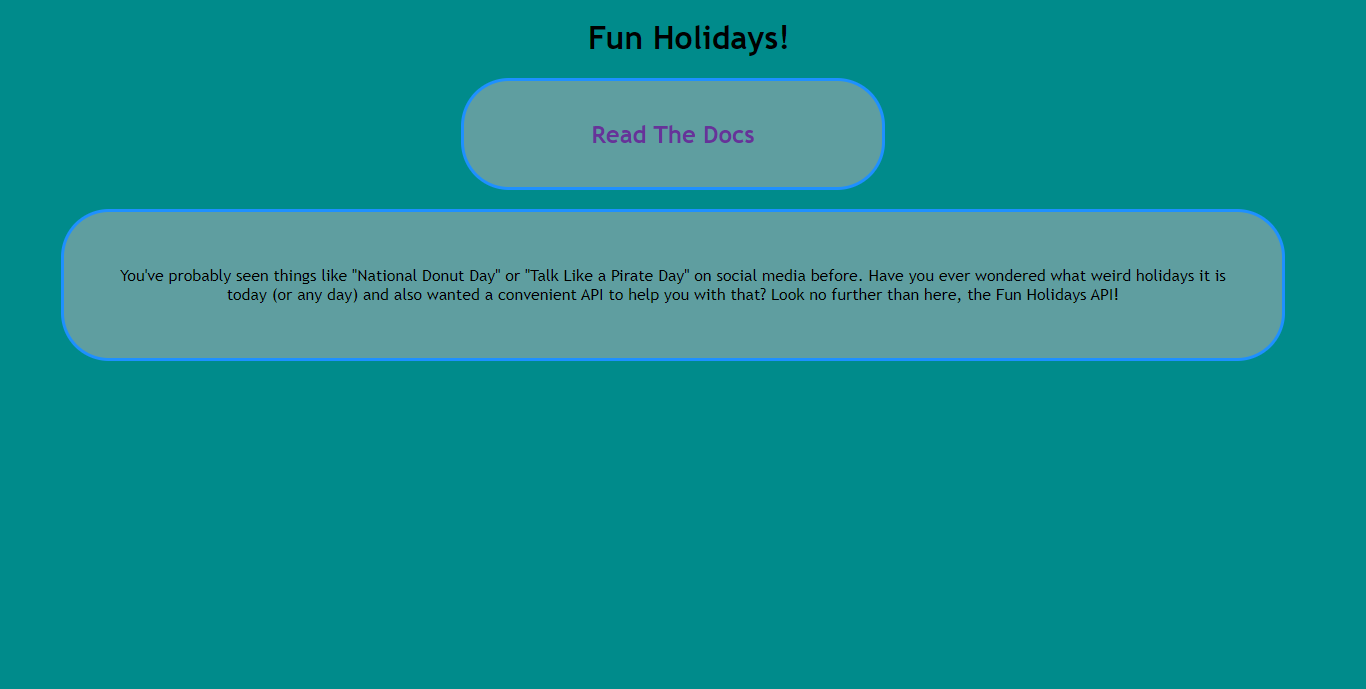 Fun Holidays!
Read The Docs
You've probably seen things like "National Donut Day" or "Talk Like a Pirate Day" on social media before. Have you ever wondered what weird holidays it is
today (or any day) and also wanted a convenient API to help you with that? Look no further than here, the Fun Holidays API!